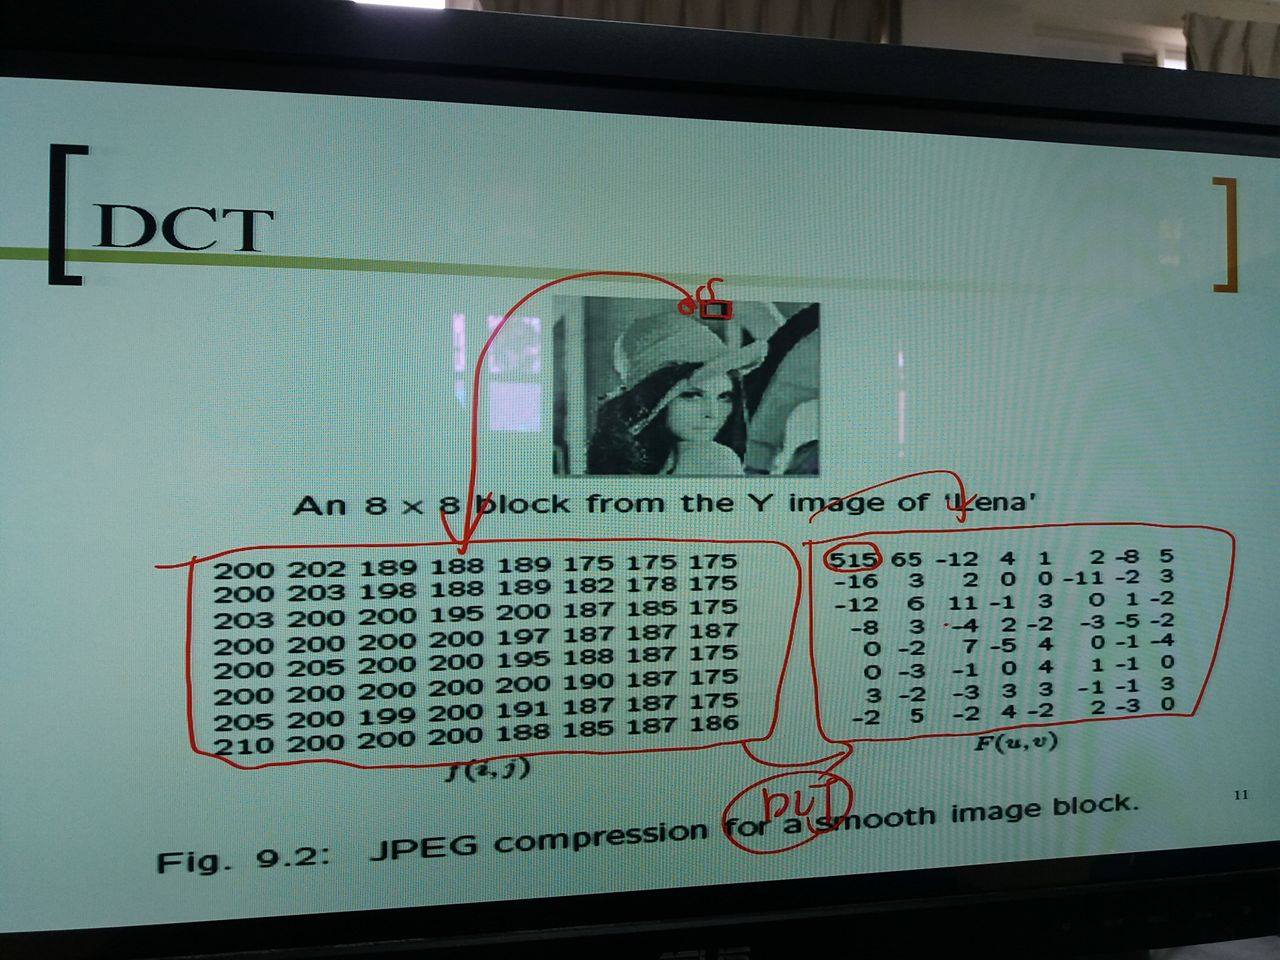 DCT
An 8 × 8 block from the Y image of 'Lena'
200 202 189 188 189 175 175 175
200 203 198 188 189 182 178 175
203 200 200 195 200 187 185 175
200 200 200 200 197 187 187 187
200 205 200 200 195 188 187 175
200 200 200 200 200 190 187 175
205 200 199 200 191 187 187 175
210 200 200 200 188 185 187 186
f(i, j)
515 65 -12 4 1 2 -8 5
-16 3 2 0 0 -11 -2 3
-12 6 11 -1 3 0 1 -2
-8 3 -4 2 -2 -3 -5 -2
0 -2 7 -5 4 0 -1 -4
0 -3 -1 0 4 1 -1 0
3 -2 -3 3 3 -1 -1 3
-2 5 -2 4 -2 2 -3 0
F(u, v)
DCT
Fig. 9.2: JPEG compression for a smooth image block.
11